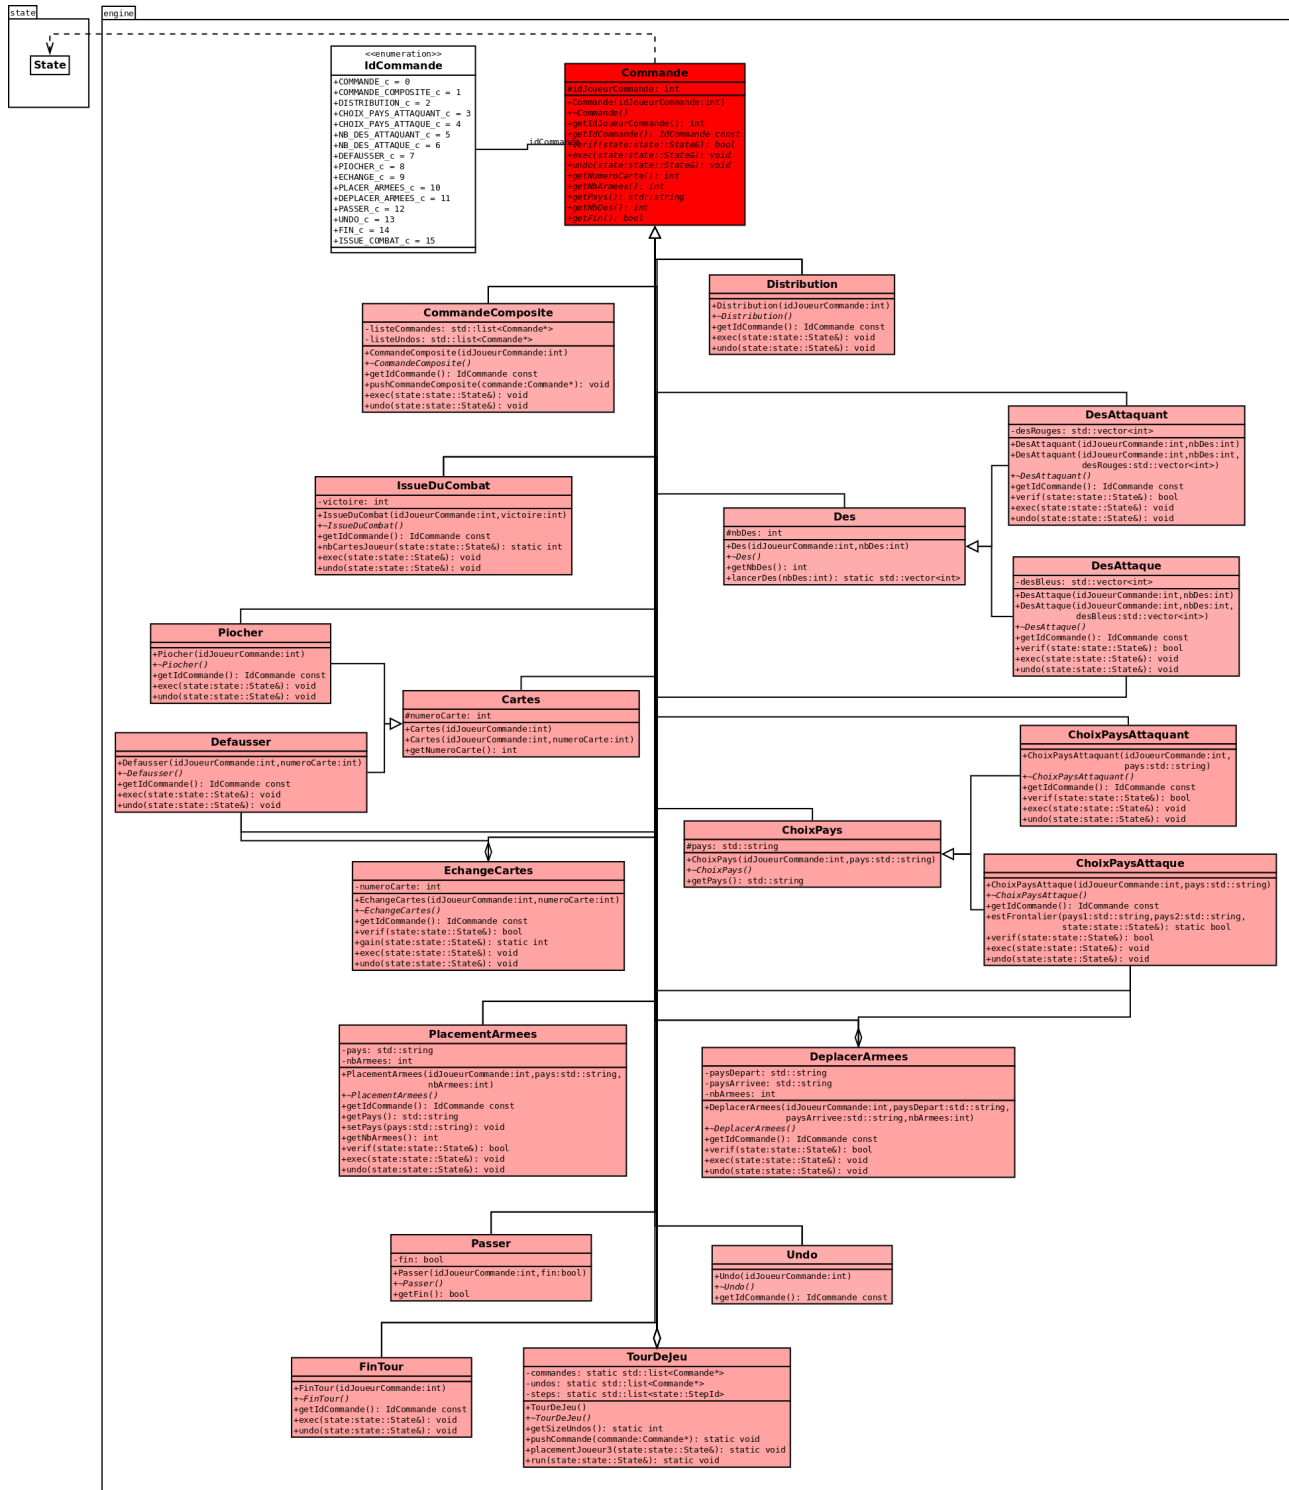 state
State
engine
<<enumeration>>
IdCommande
+COMMANDE_c = 0
+COMMANDE_COMPOSITE_c = 1
+DISTRIBUTION_c = 2
+CHOIX_PAYS_ATTAQUANT_c = 3
+CHOIX_PAYS_ATTAQUE_c = 4
+NB_DES_ATTAQUANT_c = 5
+NB_DES_ATTAQUE_c = 6
+DEFAUSSER_c = 7
+PIOCHER_c = 8
+ECHANGE_c = 9
+PLACER_ARMEES_c = 10
+DEPLACER_ARMEES_c = 11
+PASSER_c = 12
+UNDO_c = 13
+FIN_c = 14
+ISSUE_COMBAT_c = 15
idCommande
Commande
#idJoueurCommande: int
+Commande(idJoueurCommande:int)
+~Commande()
+getIdJoueurCommande(): int
+getIdCommande(): IdCommande const
+verif(state:state::State&): bool
+exec(state:state::State&): void
+undo(state:state::State&): void
+getNumeroCarte(): int
+getNbArmees(): int
+getPays(): std::string
+getNbDes(): int
+getFin(): bool
Distribution
+Distribution(idJoueurCommande:int)
+~Distribution()
+getIdCommande(): IdCommande const
+exec(state:state::State&): void
+undo(state:state::State&): void
CommandeComposite
-listeCommandes: std::list<Commande*>
-listeUndos: std::list<Commande*>
+CommandeComposite(idJoueurCommande:int)
+~CommandeComposite()
+getIdCommande(): IdCommande const
+pushCommandeComposite(commande:Commande*): void
+exec(state:state::State&): void
+undo(state:state::State&): void
DesAttaquant
-desRouges: std::vector<int>
+DesAttaquant(idJoueurCommande:int,nbDes:int)
+DesAttaquant(idJoueurCommande:int,nbDes:int,
desRouges:std::vector<int>)
+~DesAttaquant()
+getIdCommande(): IdCommande const
+verif(state:state::State&): bool
+exec(state:state::State&): void
+undo(state:state::State&): void
IssueDuCombat
-victoire: int
+IssueDuCombat(idJoueurCommande:int,victoire:int)
+~IssueDuCombat()
+getIdCommande(): IdCommande const
+nbCartesJoueur(state:state::State&): static int
+exec(state:state::State&): void
+undo(state:state::State&): void
Des
#nbDes: int
+Des(idJoueurCommande:int,nbDes:int)
+~Des()
+getNbDes(): int
+lancerDes(nbDes:int): static std::vector<int>
DesAttaque
-desBleus: std::vector<int>
+DesAttaque(idJoueurCommande:int,nbDes:int)
+DesAttaque(idJoueurCommande:int,nbDes:int,
desBleus:std::vector<int>)
+~DesAttaque()
+getIdCommande(): IdCommande const
+verif(state:state::State&): bool
+exec(state:state::State&): void
+undo(state:state::State&): void
Piocher
+Piocher(idJoueurCommande:int)
+~Piocher()
+getIdCommande(): IdCommande const
+exec(state:state::State&): void
+undo(state:state::State&): void
Cartes
#numeroCarte: int
+Cartes(idJoueurCommande:int)
+Cartes(idJoueurCommande:int,numeroCarte:int)
+getNumeroCarte(): int
Defausser
+Defausser(idJoueurCommande:int,numeroCarte:int)
+~Defausser()
+getIdCommande(): IdCommande const
+exec(state:state::State&): void
+undo(state:state::State&): void
ChoixPaysAttaquant
+ChoixPaysAttaquant(idJoueurCommande:int,
pays:std::string)
+~ChoixPaysAttaquant()
+getIdCommande(): IdCommande const
+verif(state:state::State&): bool
+exec(state:state::State&): void
+undo(state:state::State&): void
ChoixPays
#pays: std::string
+ChoixPays(idJoueurCommande:int,pays:std::string)
+~ChoixPays()
+getPays(): std::string
ChoixPaysAttaque
+ChoixPaysAttaque(idJoueurCommande:int,pays:std::string)
+~ChoixPaysAttaque()
+getIdCommande(): IdCommande const
+estFrontalier(pays1:std::string,pays2:std::string,
state:state::State&): static bool
+verif(state:state::State&): bool
+exec(state:state::State&): void
+undo(state:state::State&): void
EchangeCartes
-numeroCarte: int
+EchangeCartes(idJoueurCommande:int,numeroCarte:int)
+~EchangeCartes()
+getIdCommande(): IdCommande const
+verif(state:state::State&): bool
+gain(state:state::State&): static int
+exec(state:state::State&): void
+undo(state:state::State&): void
PlacementArmees
-pays: std::string
-nbArmees: int
+PlacementArmees(idJoueurCommande:int,pays:std::string,
nbArmees:int)
+~PlacementArmees()
+getIdCommande(): IdCommande const
+getPays(): std::string
+setPays(pays:std::string): void
+getNbArmees(): int
+verif(state:state::State&): bool
+exec(state:state::State&): void
+undo(state:state::State&): void
DeplacerArmees
-paysDepart: std::string
-paysArrivee: std::string
-nbArmees: int
+DeplacerArmees(idJoueurCommande:int,paysDepart:std::string,
paysArrivee:std::string,nbArmees:int)
+~DeplacerArmees()
+getIdCommande(): IdCommande const
+verif(state:state::State&): bool
+exec(state:state::State&): void
+undo(state:state::State&): void
Passer
-fin: bool
+Passer(idJoueurCommande:int,fin:bool)
+~Passer()
+getFin(): bool
Undo
+Undo(idJoueurCommande:int)
+~Undo()
+getIdCommande(): IdCommande const
FinTour
+FinTour(idJoueurCommande:int)
+~FinTour()
+getIdCommande(): IdCommande const
+exec(state:state::State&): void
+undo(state:state::State&): void
TourDeJeu
-commandes: static std::list<Commande*>
-undos: static std::list<Commande*>
-steps: static std::list<state::StepId>
+TourDeJeu()
+~TourDeJeu()
+getSizeUndos(): static int
+pushCommande(commande:Commande*): static void
+placementJoueur3(state:state::State&): static void
+run(state:state::State&): static void